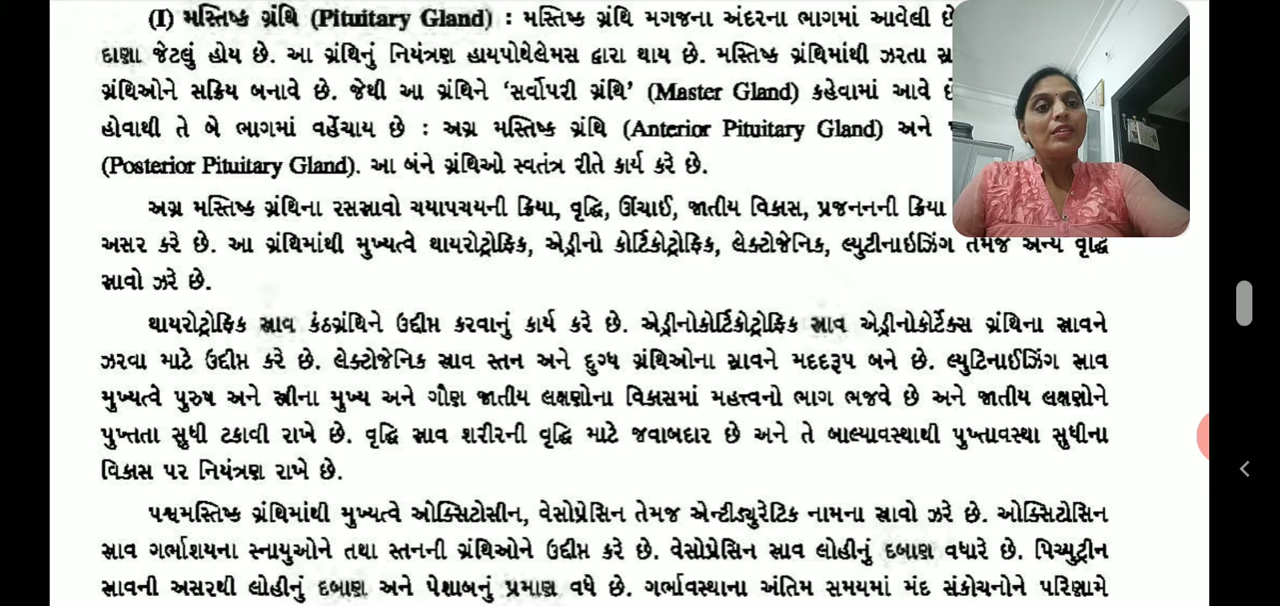 (I) મસ્તિષ્ક ગ્રંથિ (Pituitary Gland) : મસ્તિષ્ક ગ્રંથિ મગજના અંદરના ભાગમાં આવેલી છે
દાણા જેટલું હોય છે. આ ગ્રંથિનું નિયંત્રણ હાયપોથેલેમસ દ્વારા થાય છે. મસ્તિષ્ક ગ્રંથિમાંથી ઝરતા
ગ્રંથિઓને સક્રિય બનાવે છે. જેથી આ ગ્રંથિને ‘સર્વોપરી ગ્રંથિ’ (Master Gland) કહેવામાં આવે છે
હોવાથી તે બે ભાગમાં વહેંચાય છે : અગ્ર મસ્તિષ્ક ગ્રંથિ (Anterior Pituitary Gland) અને
(Posterior Pituitary Gland). આ બંને ગ્રંથિઓ સ્વતંત્ર રીતે કાર્ય કરે છે.
અગ્ર મસ્તિષ્ક ગ્રંથિના રસસ્રાવો ચયાપચયની ક્રિયા, વૃદ્ધિ, ઊંચાઈ, જાતીય વિકાસ, પ્રજનનની ક્રિયા
અસર કરે છે. આ ગ્રંથિમાંથી મુખ્યત્વે થાયરોટ્રોફિક, એડ્રીનો કોર્ટિકોટ્રોફિક, લેક્ટોજેનિક, લ્યુટીનાઇઝિંગ તેમજ અન્ય વૃદ્ધિ
સ્રાવો ઝરે છે.
થાયરોટ્રોફિક સ્રાવ કંઠગ્રંથિને ઉદ્દીપ્ત કરવાનું કાર્ય કરે છે. એડ્રીનોકોર્ટિકોટ્રોફિક સ્રાવ એડ્રીનોકોર્ટેક્સ ગ્રંથિના સ્રાવને
ઝરવા માટે ઉદ્દીપ્ત કરે છે. લેક્ટોજેનિક સ્રાવ સ્તન અને દુગ્ધ ગ્રંથિઓના સ્રાવને મદદરૂપ બને છે. લ્યુટિનાઈઝિંગ સ્રાવ
મુખ્યત્વે પુરુષ અને સ્ત્રીના મુખ્ય અને ગૌણ જાતીય લક્ષણોના વિકાસમાં મહત્ત્વનો ભાગ ભજવે છે અને જાતીય લક્ષણોને
પુખ્તતા સુધી ટકાવી રાખે છે. વૃદ્ધિ સ્રાવ શરીરની વૃદ્ધિ માટે જવાબદાર છે અને તે બાલ્યાવસ્થાથી પુખ્તાવસ્થા સુધીના
વિકાસ પર નિયંત્રણ રાખે છે.
પશ્ચમસ્તિષ્ક ગ્રંથિમાંથી મુખ્યત્વે ઓક્સિટોસીન, વેસોપ્રેસિન તેમજ એન્ટીડ્યુરેટિક નામના સ્રાવો ઝરે છે. ઓક્સિટોસિન
સ્રાવ ગર્ભાશયના સ્નાયુઓને તથા સ્તનની ગ્રંથિઓને ઉદ્દીપ્ત કરે છે. વેસોપ્રેસિન સ્રાવ લોહીનું દબાણ વધારે છે. પિચ્યુટ્રીન
સ્રાવની અસરથી લોહીનું દબાણ અને પેશાબનું પ્રમાણ વધે છે. ગર્ભાવસ્થાના અંતિમ સમયમાં મંદ સંકોચનોને પરિણામે